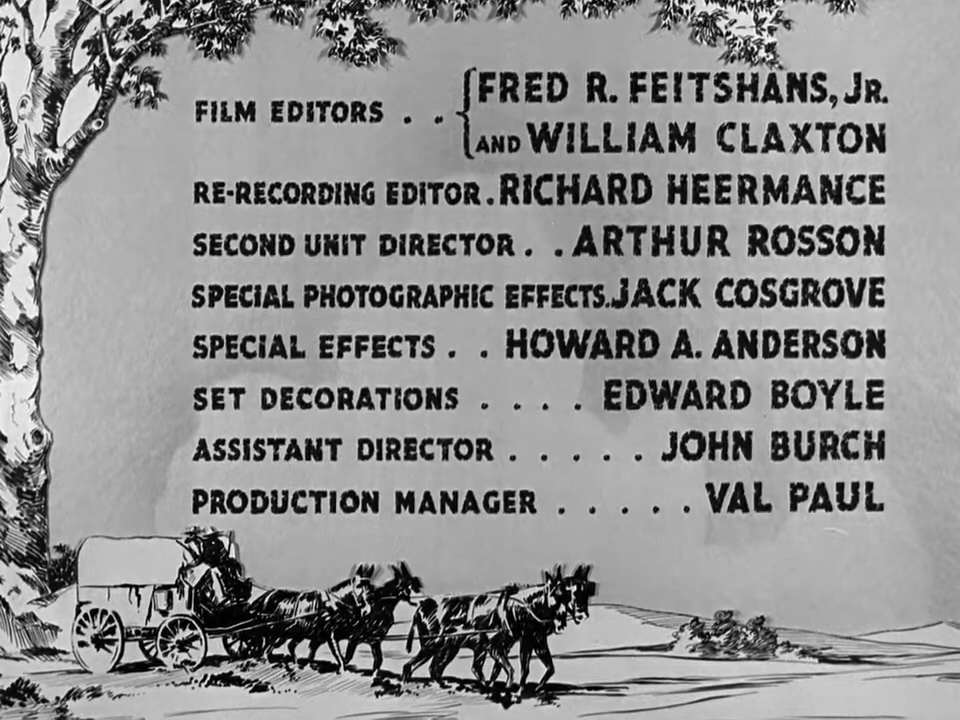 FILM EDITORS . . { FRED R. FEITSHANS, JR.
AND WILLIAM CLAXTON
RE-RECORDING EDITOR . RICHARD HEERMANCE
SECOND UNIT DIRECTOR . . ARTHUR ROSSON
SPECIAL PHOTOGRAPHIC EFFECTS . JACK COSGROVE
SPECIAL EFFECTS . . HOWARD A. ANDERSON
SET DECORATIONS . . . . EDWARD BOYLE
ASSISTANT DIRECTOR . . . . . JOHN BURCH
PRODUCTION MANAGER . . . . . VAL PAUL